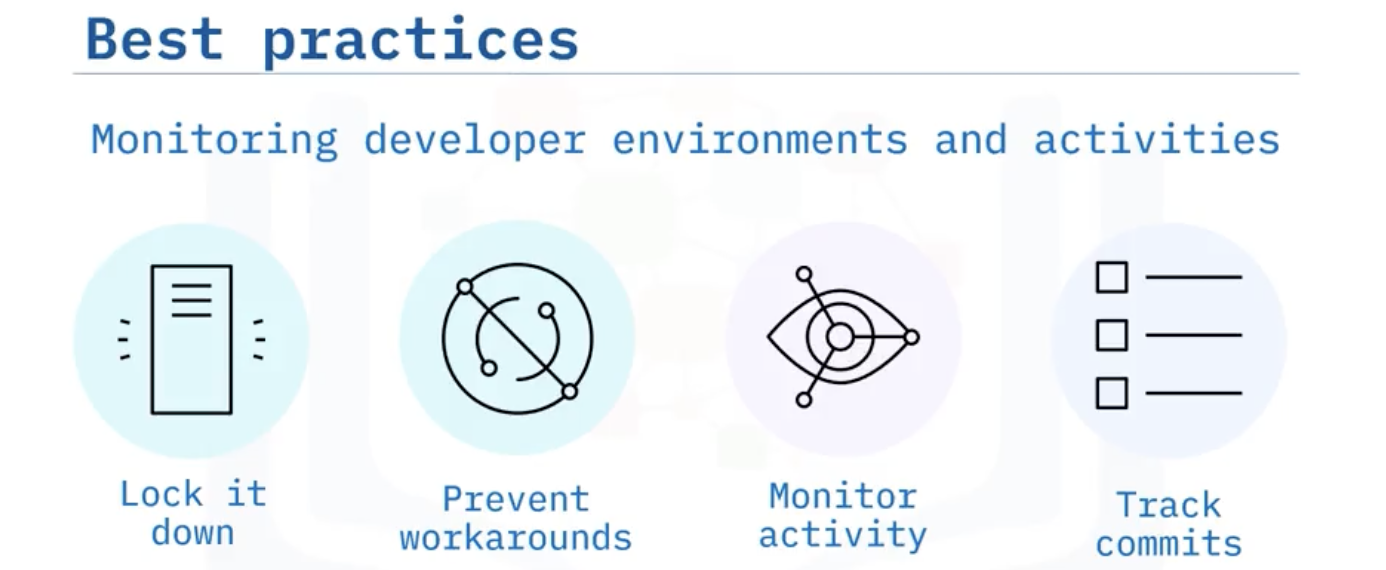 Best practices
Monitoring developer environments and activities
Lock it
down
Prevent
workarounds
Monitor
activity
Track
commits